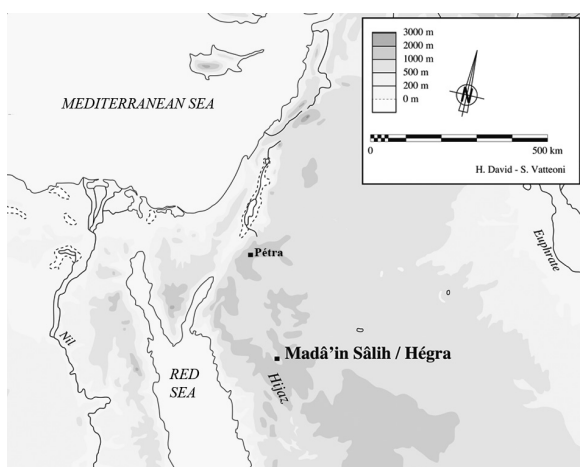 3000 m
2000 m
1000 m
500 m
200 m
0 m
N
0 500 km
H. David - S. Vatteoni
MEDITERRANEAN SEA
Pétra
Euphrate
Nil
RED
SEA
Madâ'in Sâlih / Hégra
Hijaz